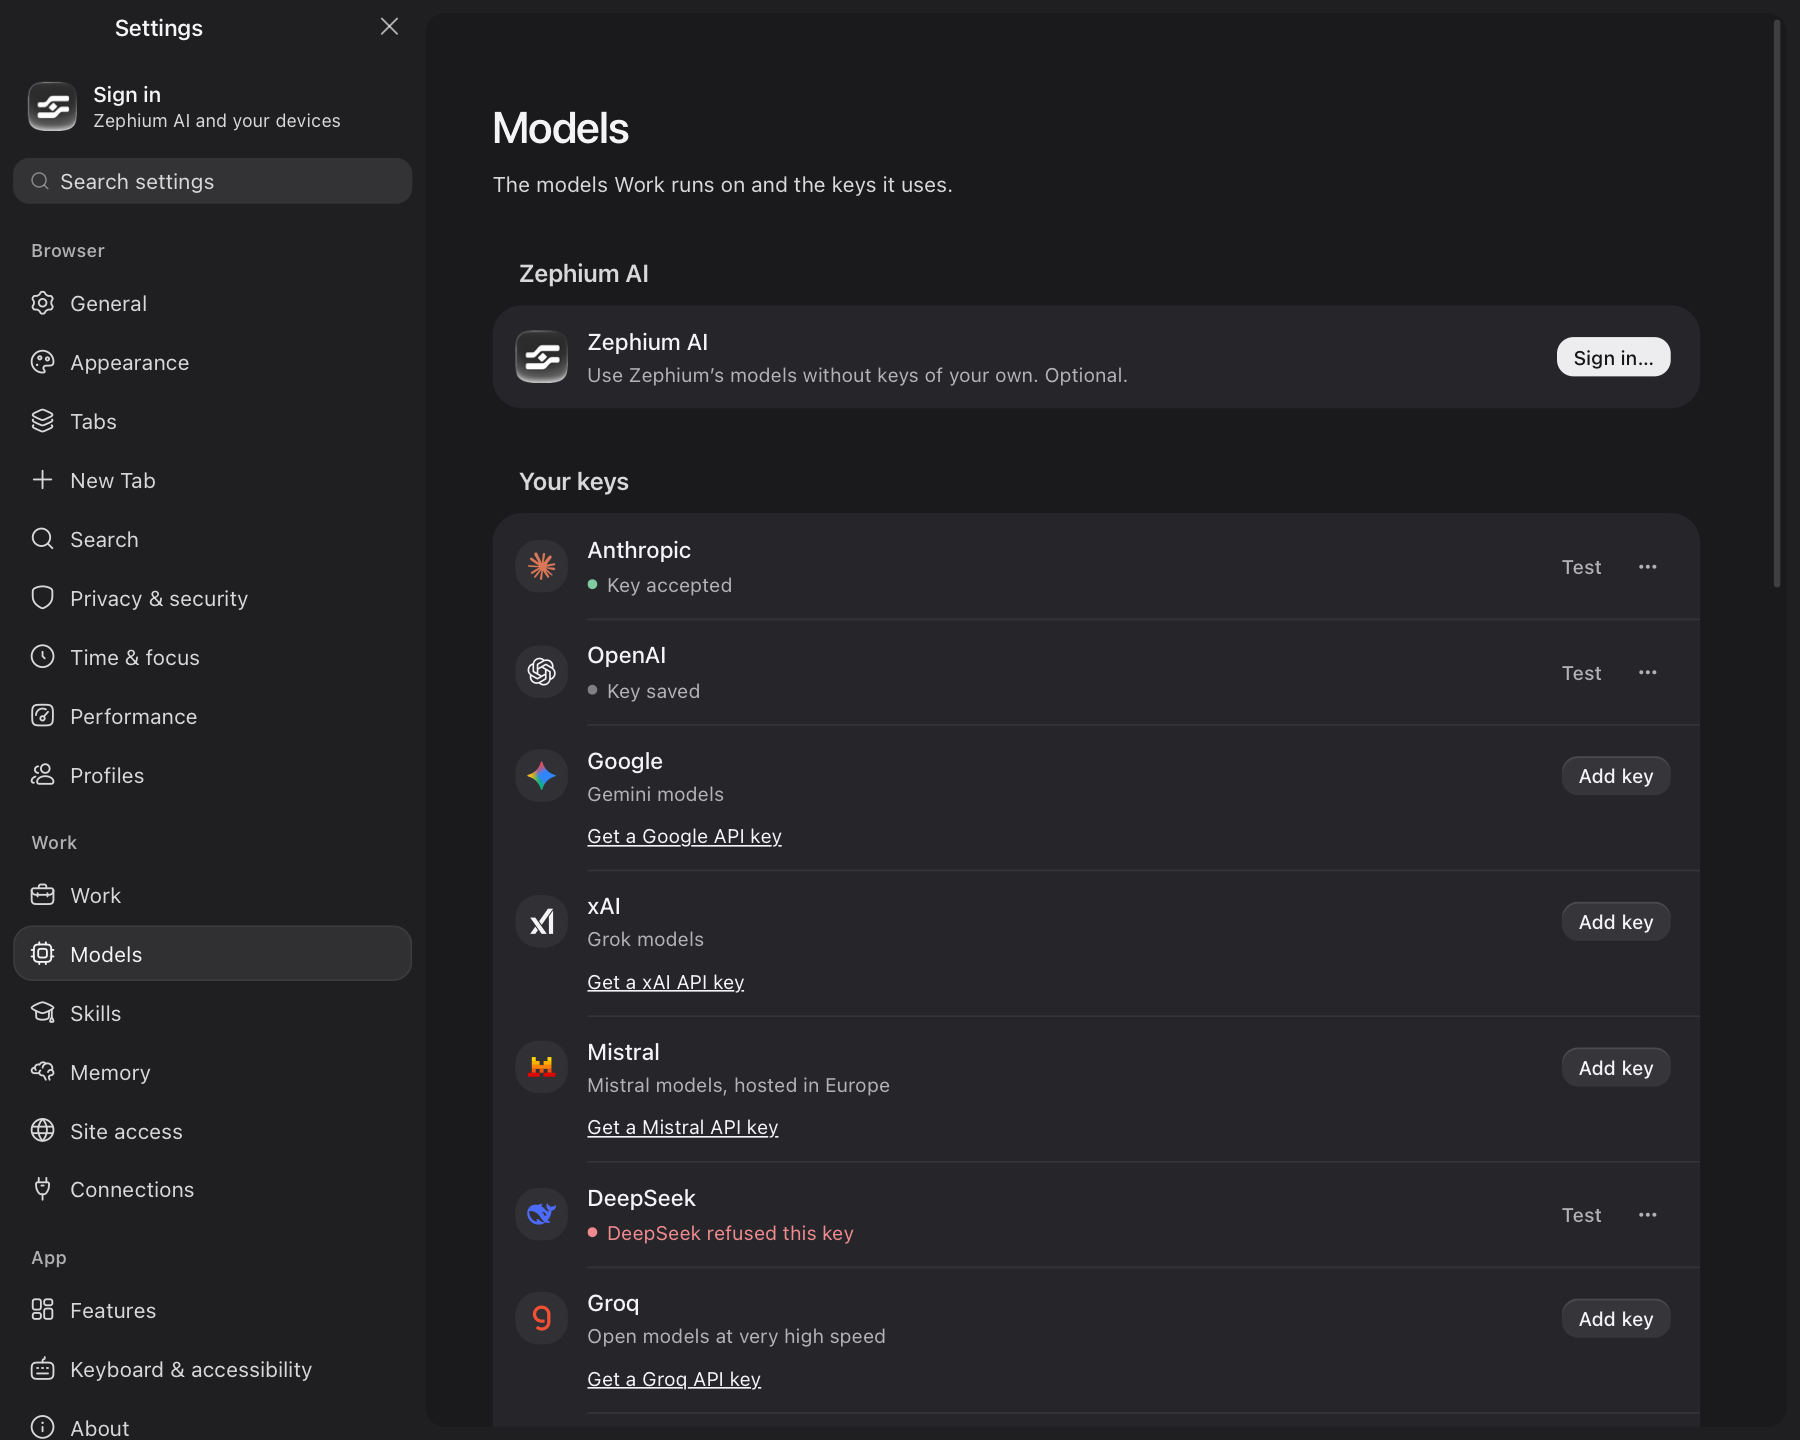 Settings
Sign in
Zephium AI and your devices
Search settings
Browser
General
Appearance
Tabs
New Tab
Search
Privacy & security
Time & focus
Performance
Profiles
Work
Work
Models
Skills
Memory
Site access
Connections
App
Features
Keyboard & accessibility
About
Models
The models Work runs on and the keys it uses.
Zephium AI
Zephium AI
Use Zephium’s models without keys of your own. Optional.
Sign in…
Your keys
Anthropic
Key accepted
Test
OpenAI
Key saved
Test
Google
Gemini models
Get a Google API key
Add key
xAI
Grok models
Get a xAI API key
Add key
Mistral
Mistral models, hosted in Europe
Get a Mistral API key
Add key
DeepSeek
DeepSeek refused this key
Test
Groq
Open models at very high speed
Get a Groq API key
Add key